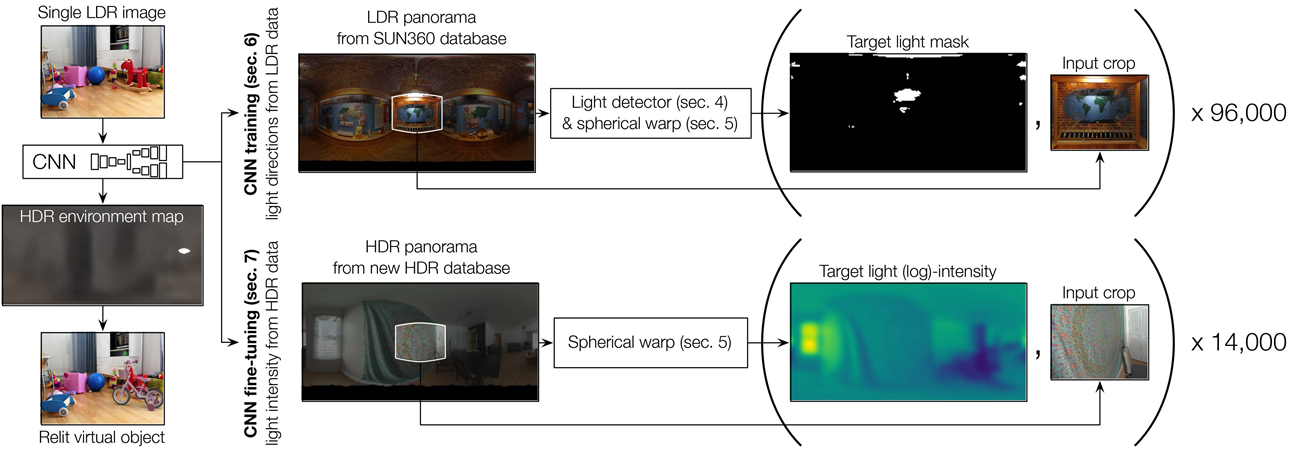 Single LDR image
CNN
HDR environment map
Relit virtual object
CNN training (sec. 6)
light directions from LDR data
LDR panorama
from SUN360 database
Light detector (sec. 4)
& spherical warp (sec. 5)
Target light mask
,
Input crop
x 96,000
CNN fine-tuning (sec. 7)
light intensity from HDR data
HDR panorama
from new HDR database
Spherical warp (sec. 5)
Target light (log)-intensity
,
Input crop
x 14,000